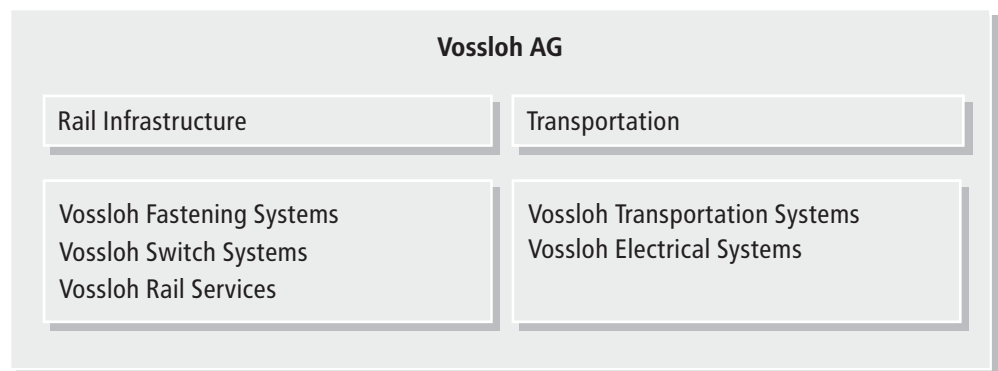 Vossloh AG
Rail Infrastructure
Transportation
Vossloh Fastening Systems
Vossloh Switch Systems
Vossloh Rail Services
Vossloh Transportation Systems
Vossloh Electrical Systems